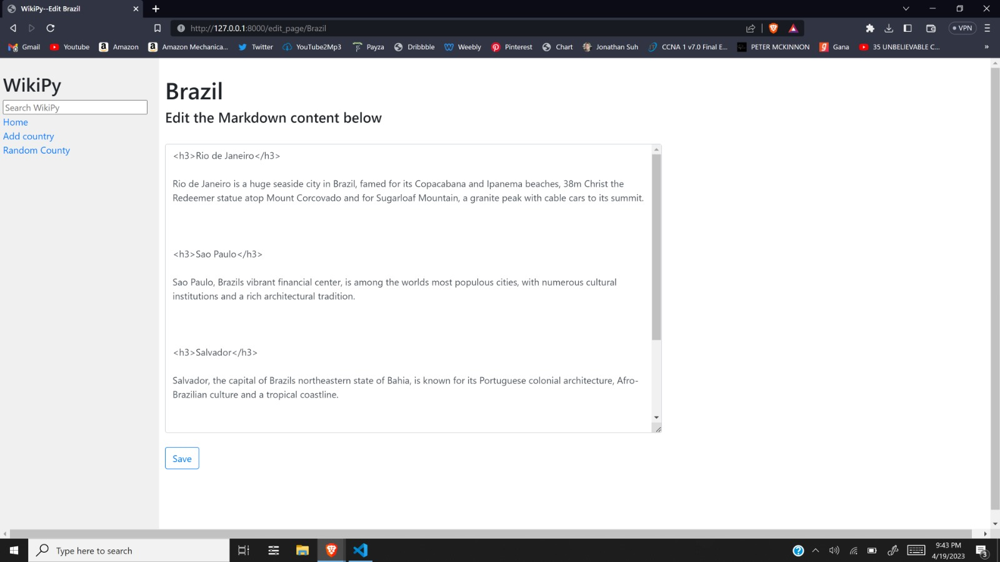 WikiPy--Edit Brazil
http://127.0.0.1:8000/edit_page/Brazil
VPN
Gmail Youtube Amazon Amazon Mechanica... Twitter YouTube2Mp3 Payza Dribbble Weebly Pinterest Chart Jonathan Suh CCNA 1 v7.0 Final E... PETER MCKINNON Gana 35 UNBELIEVABLE C... »
WikiPy
Search WikiPy
Home
Add country
Random County
Brazil
Edit the Markdown content below
<h3>Rio de Janeiro</h3>
Rio de Janeiro is a huge seaside city in Brazil, famed for its Copacabana and Ipanema beaches, 38m Christ the
Redeemer statue atop Mount Corcovado and for Sugarloaf Mountain, a granite peak with cable cars to its summit.
<h3>Sao Paulo</h3>
Sao Paulo, Brazils vibrant financial center, is among the worlds most populous cities, with numerous cultural
institutions and a rich architectural tradition.
<h3>Salvador</h3>
Salvador, the capital of Brazils northeastern state of Bahia, is known for its Portuguese colonial architecture, Afro-
Brazilian culture and a tropical coastline.
Save
Type here to search
9:43 PM
4/19/2023
3